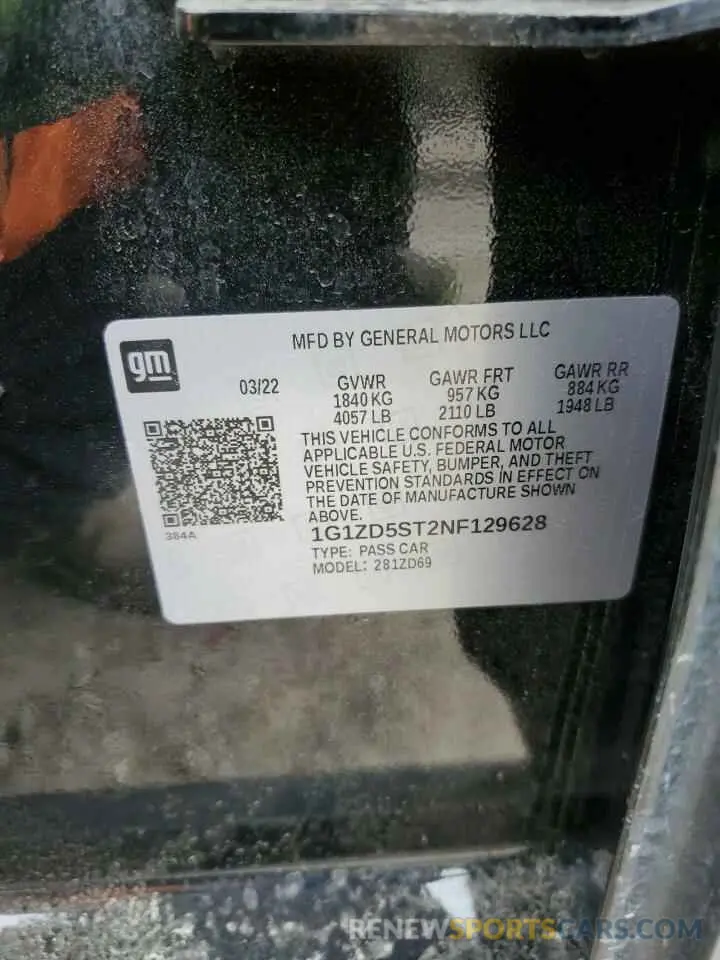 MFD BY GENERAL MOTORS LLC
gm
03/22
GVWR GAWR FRT GAWR RR
1840 KG 957 KG 884 KG
4057 LB 2110 LB 1948 LB
THIS VEHICLE CONFORMS TO ALL
APPLICABLE U.S. FEDERAL MOTOR
VEHICLE SAFETY, BUMPER, AND THEFT
PREVENTION STANDARDS IN EFFECT ON
THE DATE OF MANUFACTURE SHOWN
ABOVE.
384A
1G1ZD5ST2NF129628
TYPE: PASS CAR
MODEL: 281ZD69
RENEWSPORTSCARS.COM